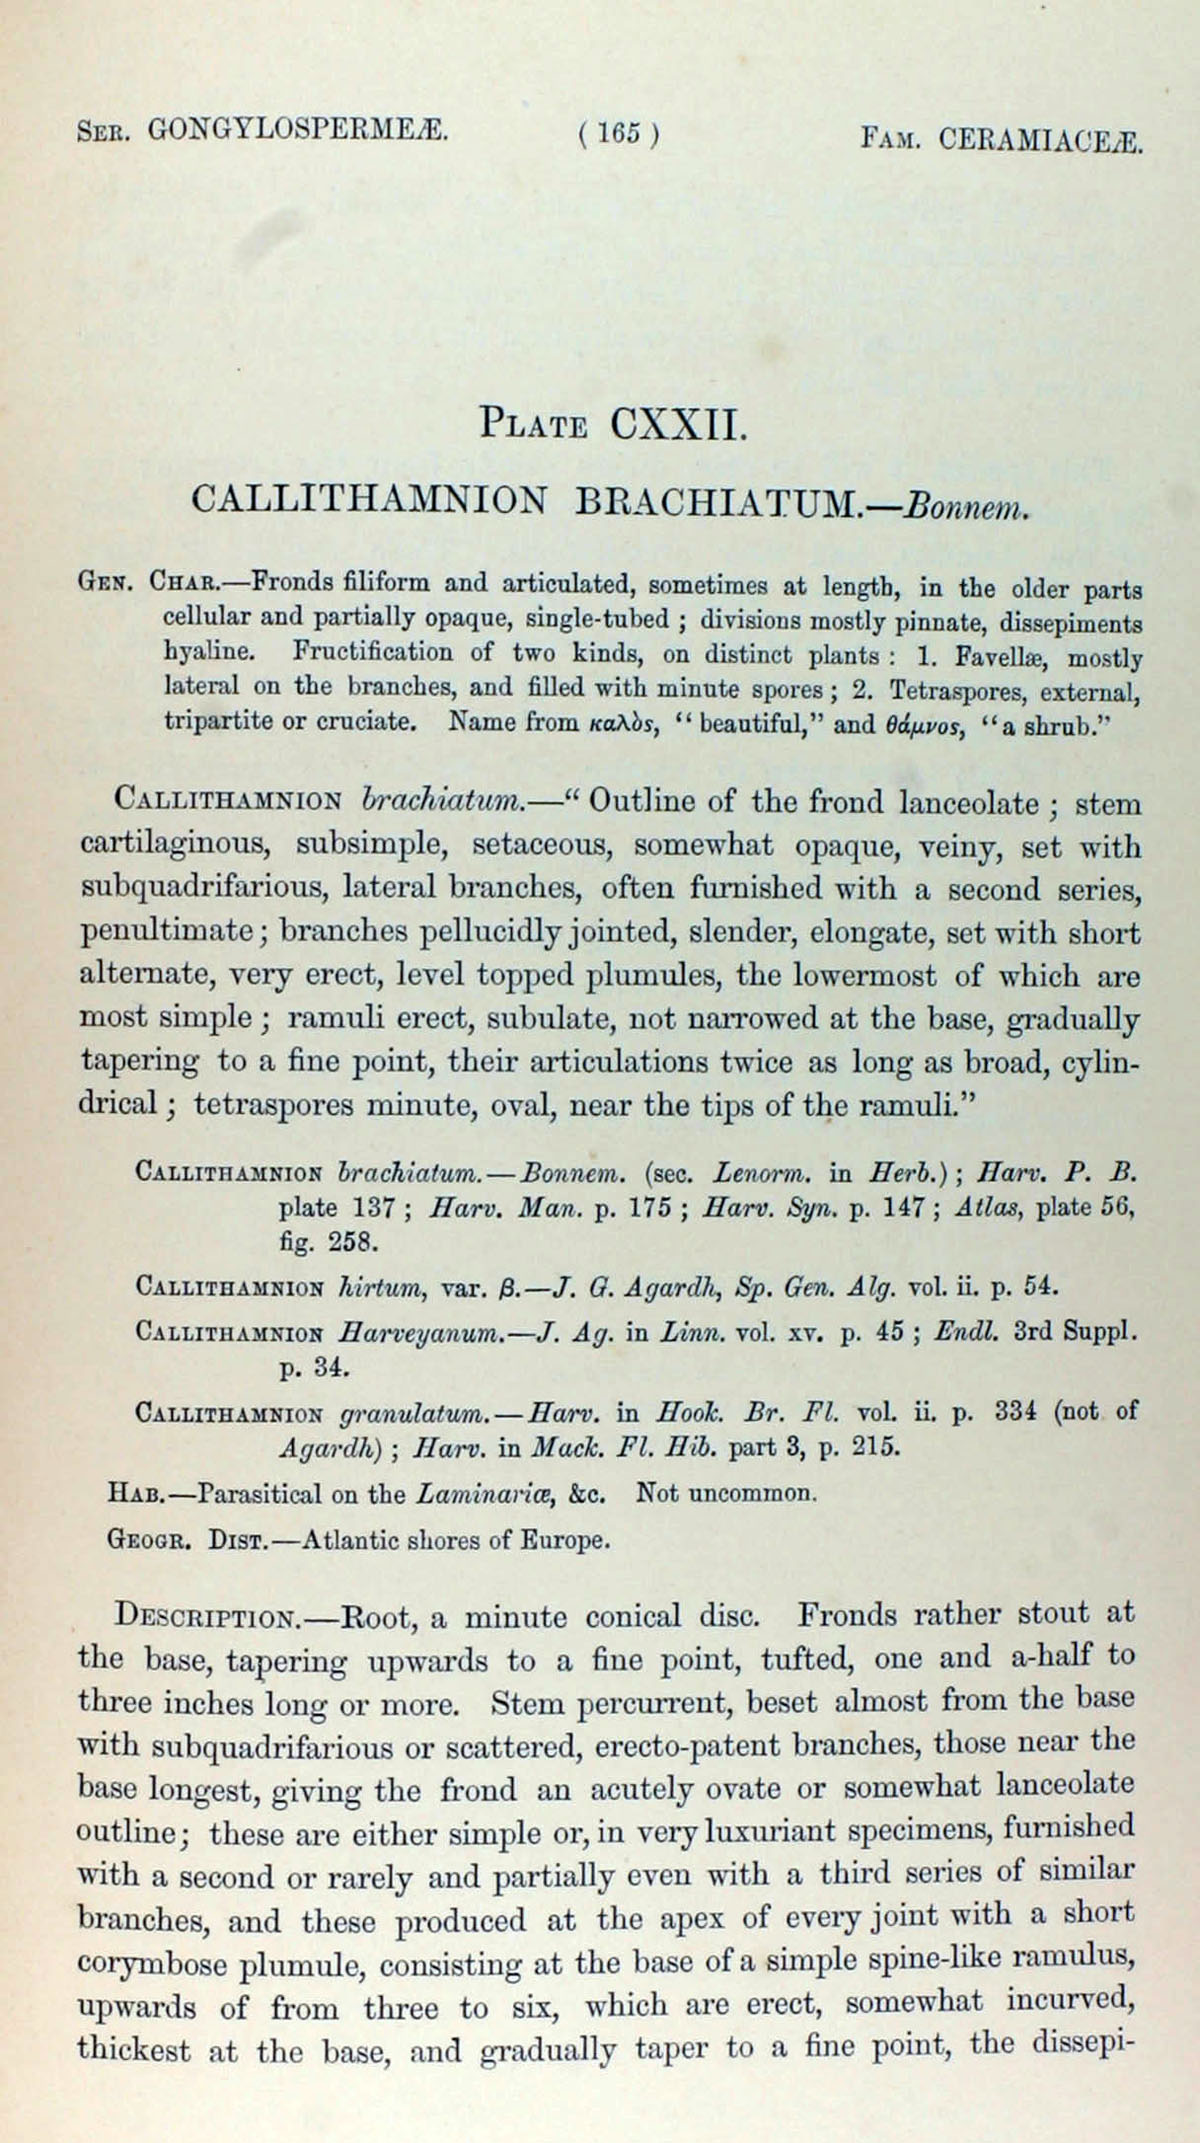 Ser. GONGYLOSPERMEÆ. ( 165 ) Fam. CERAMIACEÆ.
Plate CXXII.
CALLITHAMNION BRACHIATUM.—Bonnem.
Gen. Char.—Fronds filiform and articulated, sometimes at length, in the older parts
cellular and partially opaque, single-tubed ; divisions mostly pinnate, dissepiments
hyaline. Fructification of two kinds, on distinct plants : 1. Favellæ, mostly
lateral on the branches, and filled with minute spores ; 2. Tetraspores, external,
tripartite or cruciate. Name from καλὸs, “ beautiful,” and θάμνος, “a shrub.”
Callithamnion brachiatum.—“ Outline of the frond lanceolate ; stem
cartilaginous, subsimple, setaceous, somewhat opaque, veiny, set with
subquadrifarious, lateral branches, often furnished with a second series,
penultimate ; branches pellucidly jointed, slender, elongate, set with short
alternate, very erect, level topped plumules, the lowermost of which are
most simple ; ramuli erect, subulate, not narrowed at the base, gradually
tapering to a fine point, their articulations twice as long as broad, cylin-
drical ; tetraspores minute, oval, near the tips of the ramuli.”
Callithamnion brachiatum.—Bonnem. (sec. Lenorm. in Herb.) ; Harv. P. B.
plate 137 ; Harv. Man. p. 175 ; Harv. Syn. p. 147 ; Atlas, plate 56,
fig. 258.
Callithamnion hirtum, var. β.—J. G. Agardh, Sp. Gen. Alg. vol. ii. p. 54.
Callithamnion Harveyanum.—J. Ag. in Linn. vol. xv. p. 45 ; Endl. 3rd Suppl.
p. 34.
Callithamnion granulatum.—Harv. in Hook. Br. Fl. vol. ii. p. 334 (not of
Agardh) ; Harv. in Mack. Fl. Hib. part 3, p. 215.
Hab.—Parasitical on the Laminariæ, &c. Not uncommon.
Geogr. Dist.—Atlantic shores of Europe.
Description.—Root, a minute conical disc. Fronds rather stout at
the base, tapering upwards to a fine point, tufted, one and a-half to
three inches long or more. Stem percurrent, beset almost from the base
with subquadrifarious or scattered, erecto-patent branches, those near the
base longest, giving the frond an acutely ovate or somewhat lanceolate
outline ; these are either simple or, in very luxuriant specimens, furnished
with a second or rarely and partially even with a third series of similar
branches, and these produced at the apex of every joint with a short
corymbose plumule, consisting at the base of a simple spine-like ramulus,
upwards of from three to six, which are erect, somewhat incurved,
thickest at the base, and gradually taper to a fine point, the dissepi-